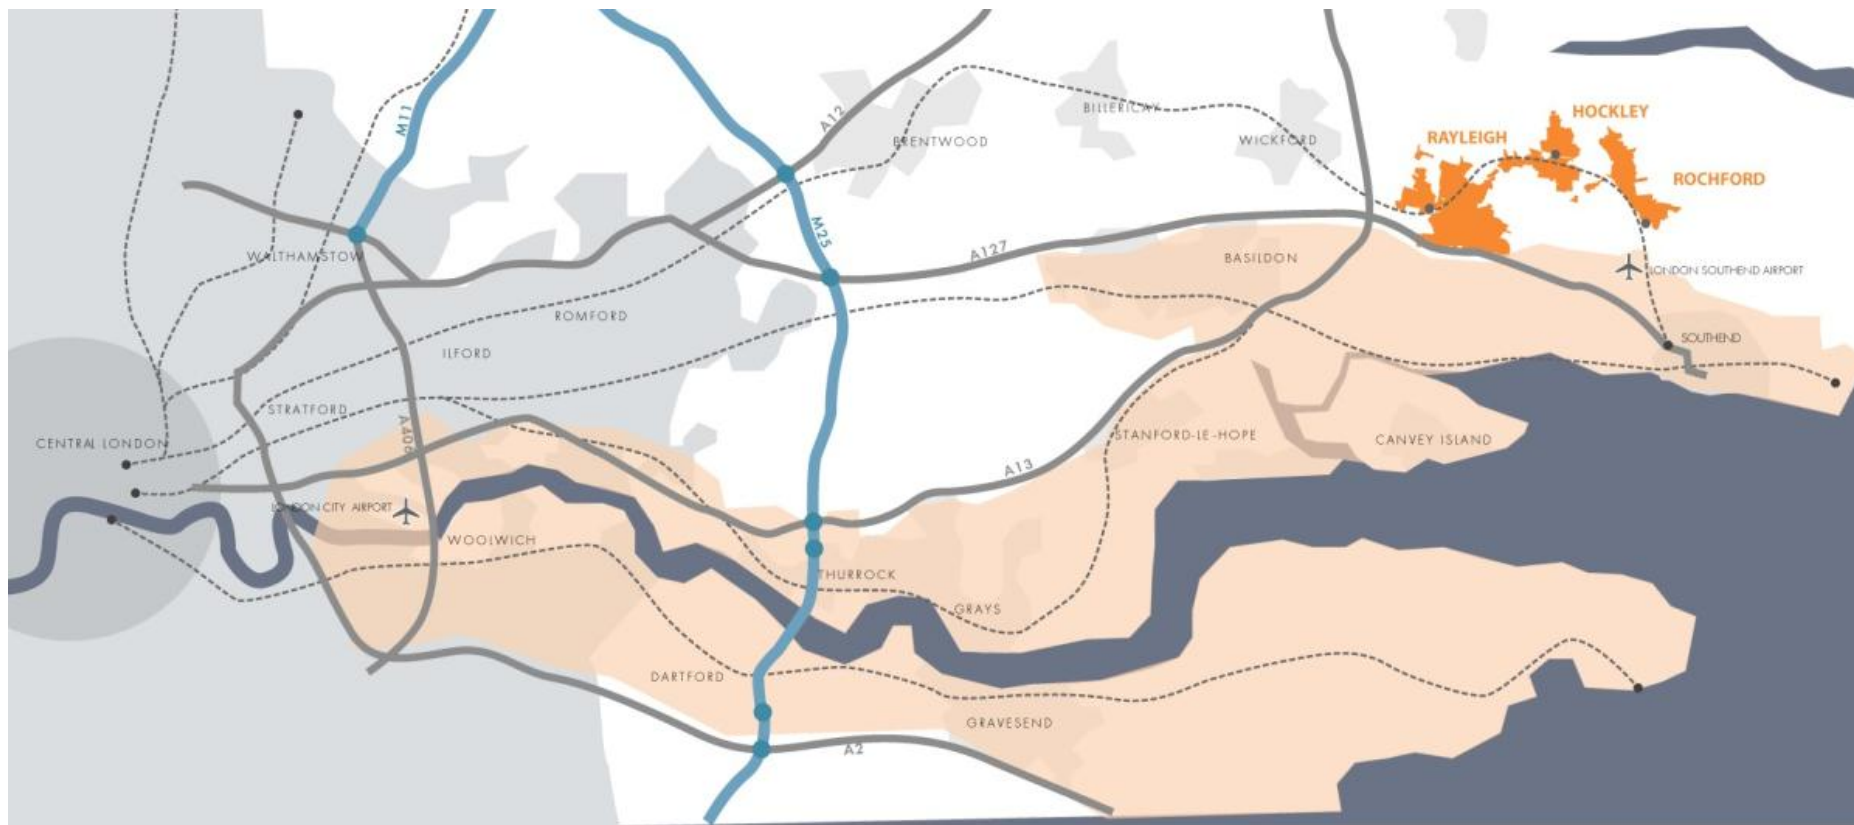 M11
A12
BRENTWOOD
BILLERICAY
WICKFORD
HOCKLEY
RAYLEIGH
ROCHFORD
WALTHAMSTOW
M25
A127
BASILDON
LONDON SOUTHEND AIRPORT
ROMFORD
ILFORD
SOUTHEND
STRATFORD
A406
CENTRAL LONDON
STANFORD-LE-HOPE
CANVEY ISLAND
A13
LONDON CITY AIRPORT
WOOLWICH
THURROCK
GRAYS
DARTFORD
GRAVESEND
A2